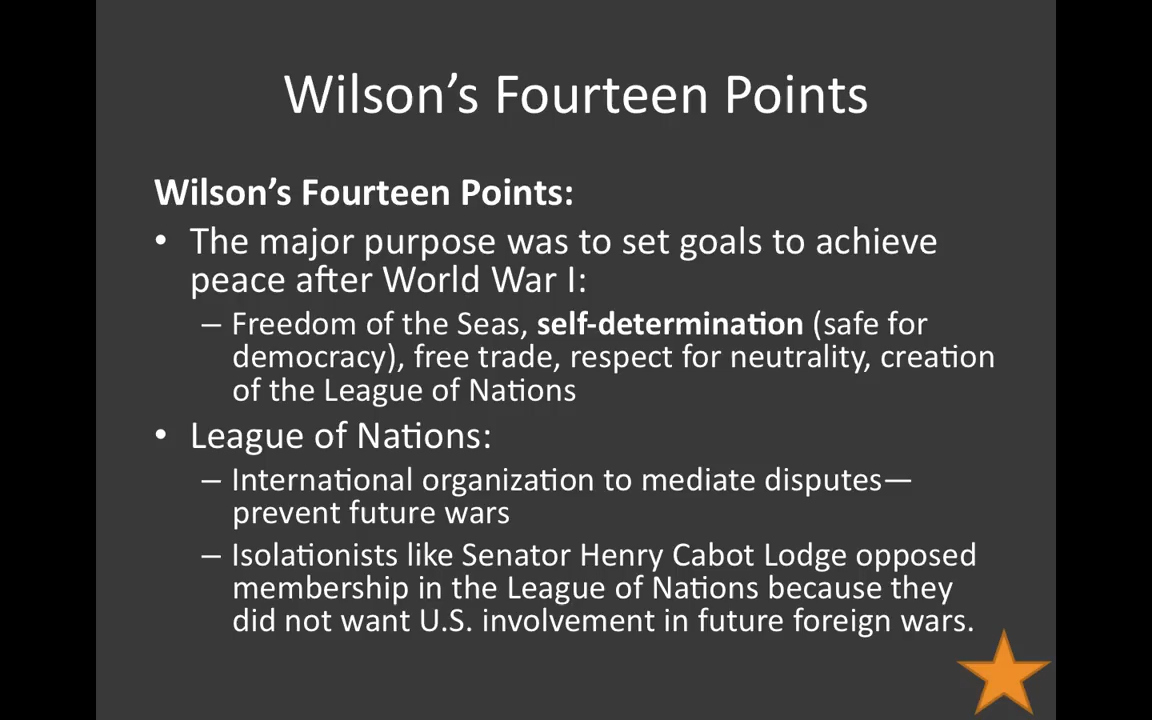 Wilson’s Fourteen Points
Wilson’s Fourteen Points:
• The major purpose was to set goals to achieve
peace after World War I:
– Freedom of the Seas, self-determination (safe for
democracy), free trade, respect for neutrality, creation
of the League of Nations
• League of Nations:
– International organization to mediate disputes—
prevent future wars
– Isolationists like Senator Henry Cabot Lodge opposed
membership in the League of Nations because they
did not want U.S. involvement in future foreign wars.